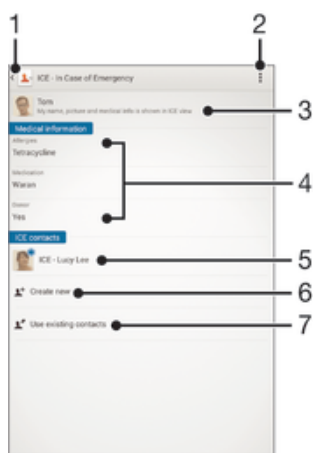 1
2
ICE - In Case of Emergency
Tom
My name, picture and medical info is shown in ICE view
3
Medical information
Allergies
Tetracycline
Medication
Waran
4
Donor
Yes
ICE contacts
ICE - Lucy Lee
5
Create new
6
Use existing contacts
7